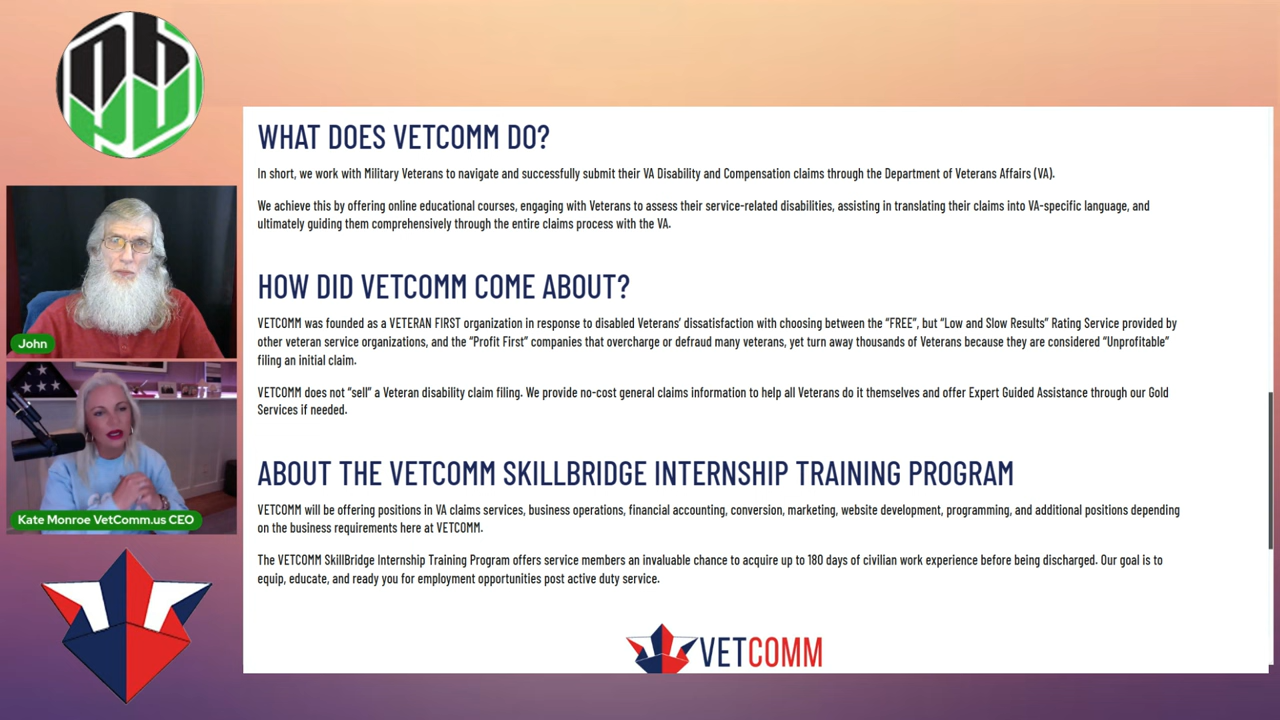 WHAT DOES VETCOMM DO?
In short, we work with Military Veterans to navigate and successfully submit their VA Disability and Compensation claims through the Department of Veterans Affairs (VA).
We achieve this by offering online educational courses, engaging with Veterans to assess their service-related disabilities, assisting in translating their claims into VA-specific language, and
ultimately guiding them comprehensively through the entire claims process with the VA.
HOW DID VETCOMM COME ABOUT?
VETCOMM was founded as a VETERAN FIRST organization in response to disabled Veterans’ dissatisfaction with choosing between the “FREE”, but “Low and Slow Results” Rating Service provided by
other veteran service organizations, and the “Profit First” companies that overcharge or defraud many veterans, yet turn away thousands of Veterans because they are considered “Unprofitable”
filing an initial claim.
VETCOMM does not “sell” a Veteran disability claim filing. We provide no-cost general claims information to help all Veterans do it themselves and offer Expert Guided Assistance through our Gold
Services if needed.
ABOUT THE VETCOMM SKILLBRIDGE INTERNSHIP TRAINING PROGRAM
VETCOMM will be offering positions in VA claims services, business operations, financial accounting, conversion, marketing, website development, programming, and additional positions depending
on the business requirements here at VETCOMM.
The VETCOMM SkillBridge Internship Training Program offers service members an invaluable chance to acquire up to 180 days of civilian work experience before being discharged. Our goal is to
equip, educate, and ready you for employment opportunities post active duty service.
VETCOMM
John
Kate Monroe VetComm.us CEO